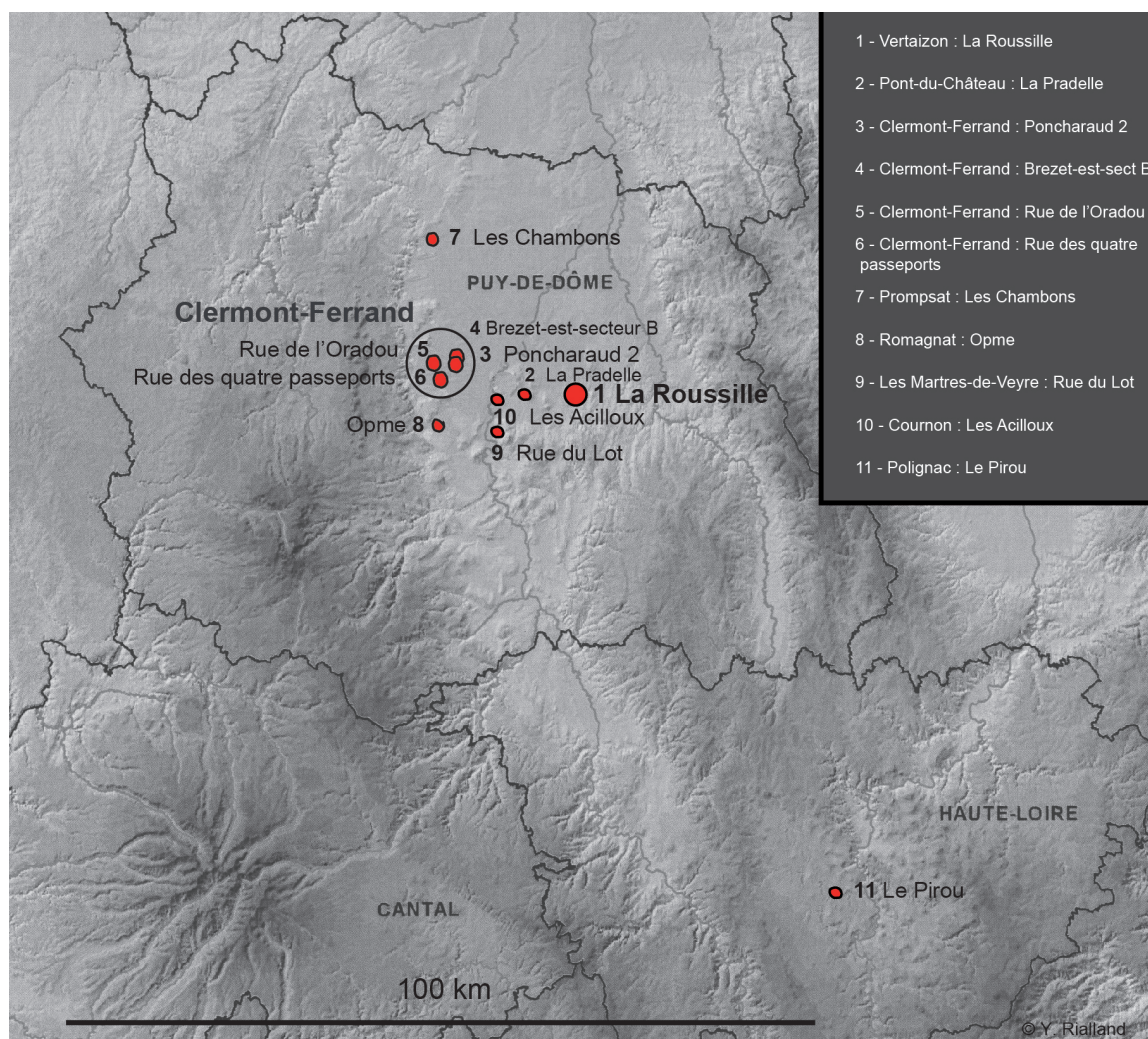 1 - Vertaizon : La Roussille
2 - Pont-du-Château : La Pradelle
3 - Clermont-Ferrand : Poncharaud 2
4 - Clermont-Ferrand : Brezet-est-sect B
5 - Clermont-Ferrand : Rue de l’Oradou
6 - Clermont-Ferrand : Rue des quatre
passeports
7 - Prompsat : Les Chambons
8 - Romagnat : Opme
9 - Les Martres-de-Veyre : Rue du Lot
10 - Cournon : Les Acilloux
11 - Polignac : Le Pirou
7 Les Chambons
PUY-DE-DÔME
Clermont-Ferrand
4 Brezet-est-secteur B
Rue de l’Oradou 5
3 Poncharaud 2
Rue des quatre passeports 6
2 La Pradelle
1 La Roussille
10 Les Acilloux
Opme 8
9 Rue du Lot
HAUTE-LOIRE
11 Le Pirou
CANTAL
100 km
© Y. Rialland